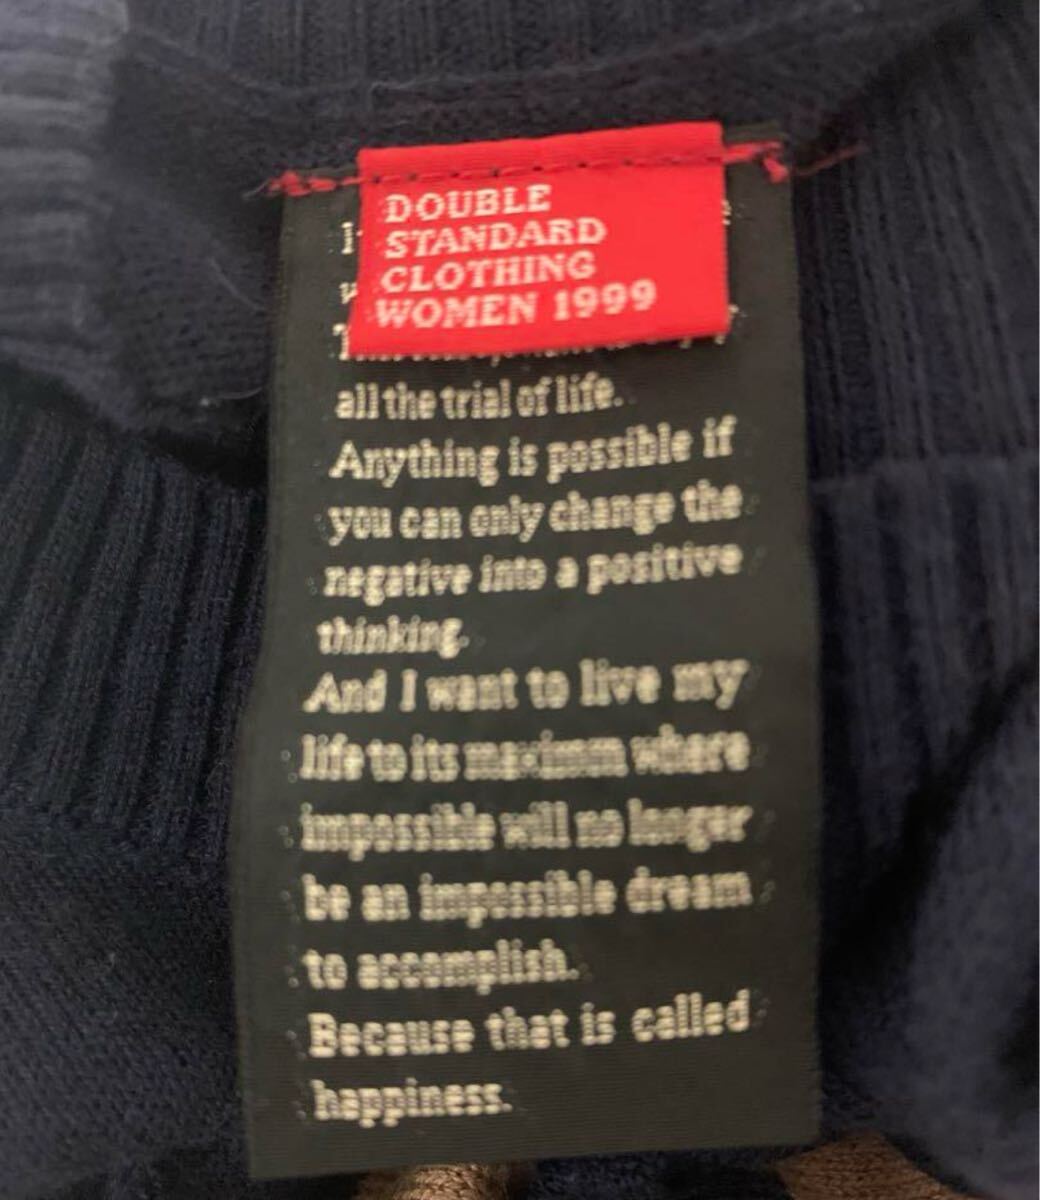 DOUBLE
STANDARD
CLOTHING
WOMEN 1999
all the trial of life.
Anything is possible if
you can only change the
negative into a positive
thinking.
And I want to live my
life to its maximum where
impossible will no longer
be an impossible dream
to accomplish.
Because that is called
happiness.